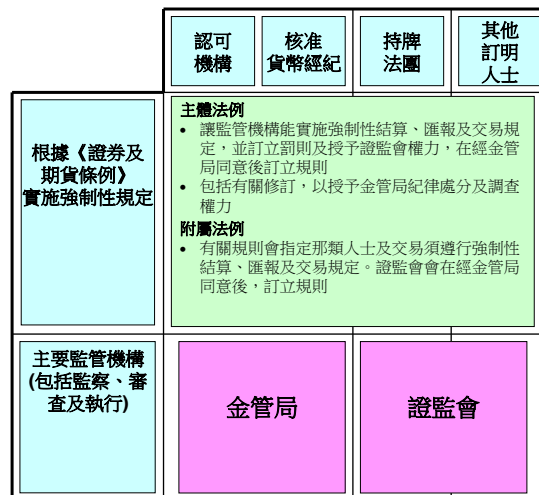 認可
機構
核准
貨幣經紀
持牌
法團
其他
訂明
人士
根據《證券及
期貨條例》
實施強制性規定
主體法例
• 讓監管機構能實施強制性結算、匯報及交易規
定，並訂立罰則及授予證監會權力，在經金管
局同意後訂立規則
• 包括有關修訂，以授予金管局紀律處分及調查
權力
附屬法例
• 有關規則會指定那類人士及交易須遵行強制性
結算、匯報及交易規定。證監會會在經金管局
同意後，訂立規則
主要監管機構
(包括監察、審
查及執行)
金管局
證監會